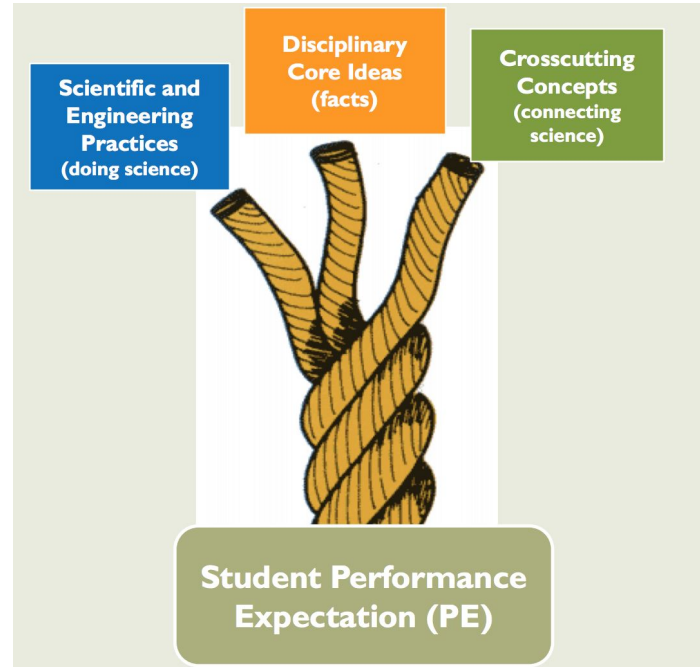 Scientific and
Engineering
Practices
(doing science)
Disciplinary
Core Ideas
(facts)
Crosscutting
Concepts
(connecting
science)
Student Performance
Expectation (PE)